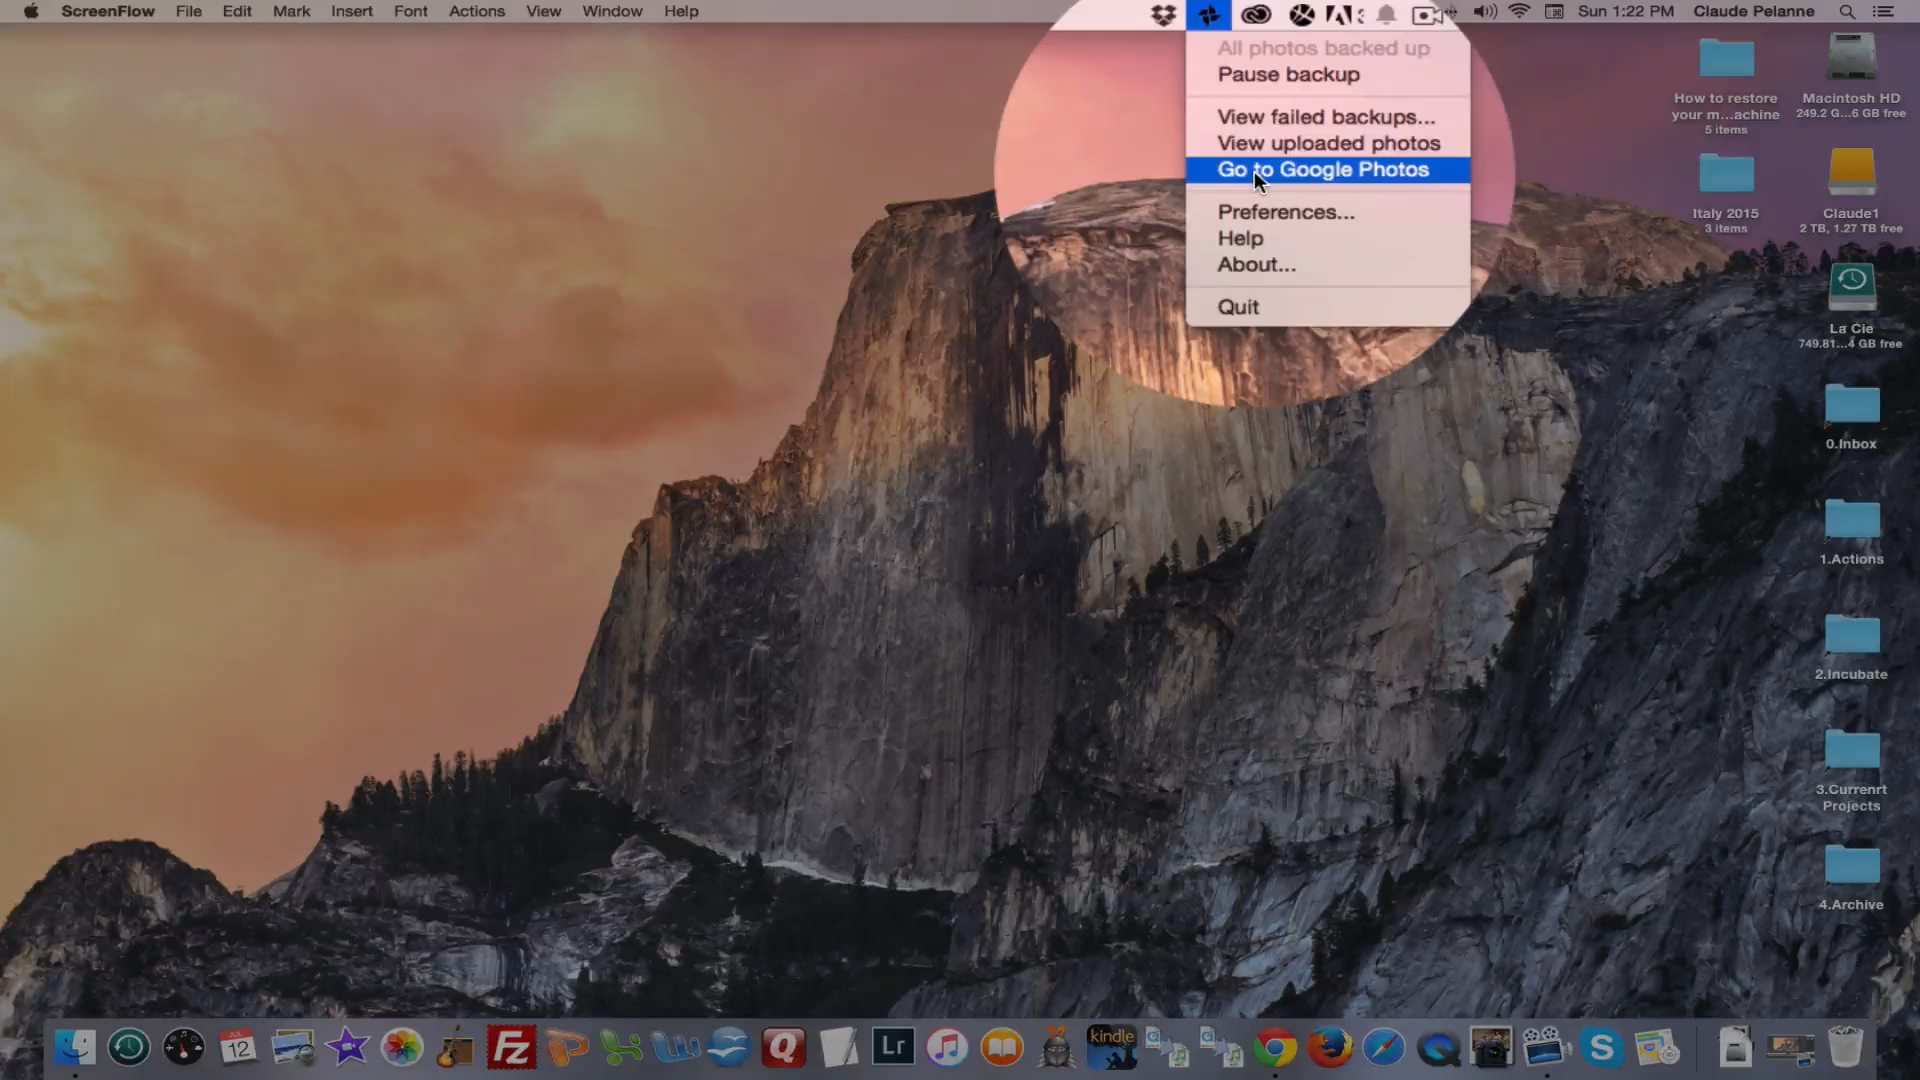 ScreenFlow File Edit Mark Insert Font Actions View Window Help
Sun 1:22 PM Claude Pelanne
All photos backed up
Pause backup
View failed backups...
View uploaded photos
Go to Google Photos
Preferences...
Help
About...
Quit
How to restore
your m...achine
5 items
Macintosh HD
249.2 G...6 GB free
Italy 2015
3 items
Claude1
2 TB, 1.27 TB free
La Cie
749.81...4 GB free
0.Inbox
1.Actions
2.Incubate
3.Currenrt
Projects
4.Archive
JUL
12
Fz
Q
Lr
kindle
S